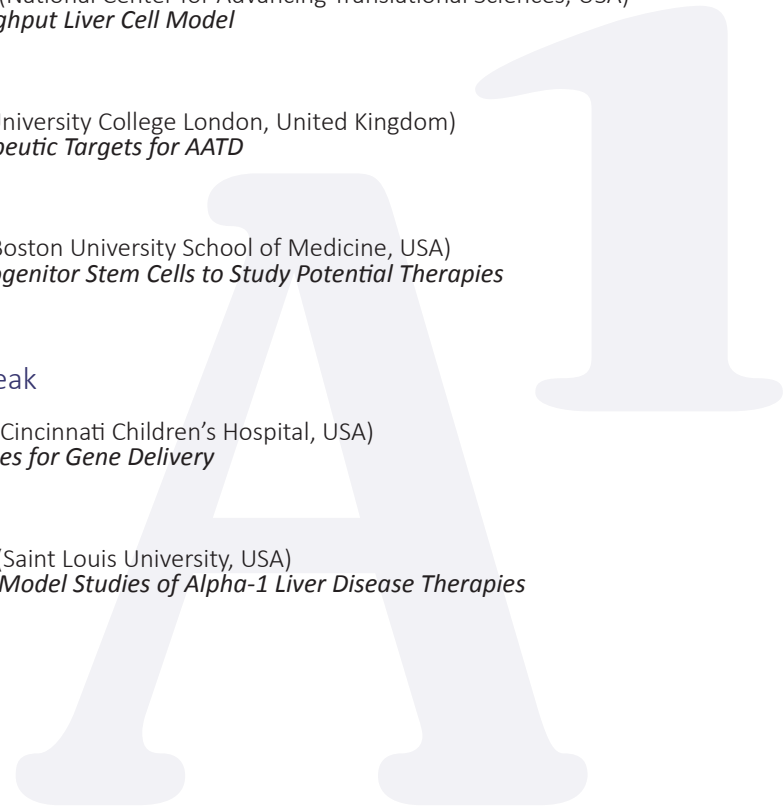 (National Center for Advancing Translational Sciences, USA)
ghput Liver Cell Model
University College London, United Kingdom)
peutic Targets for AATD
Boston University School of Medicine, USA)
ogenitor Stem Cells to Study Potential Therapies
eak
(Cincinnati Children's Hospital, USA)
es for Gene Delivery
(Saint Louis University, USA)
Model Studies of Alpha-1 Liver Disease Therapies
A1